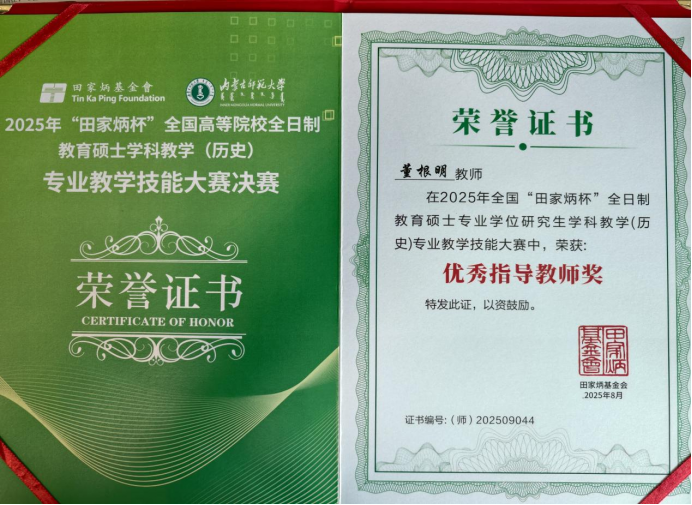 田家炳基金會
Tin Ka Ping Foundation
内蒙古师范大学
2025年“田家炳杯”全国高等院校全日制
教育硕士学科教学（历史）
专业教学技能大赛决赛
荣誉证书
CERTIFICATE OF HONOR
荣誉证书
董根明 教师
在2025年全国“田家炳杯”全日制
教育硕士专业学位研究生学科教学(历
史)专业教学技能大赛中，荣获:
优秀指导教师奖
特发此证，以资鼓励。
田家炳
基金會
田家炳基金会
2025年8月
证书编号:（师）202509044